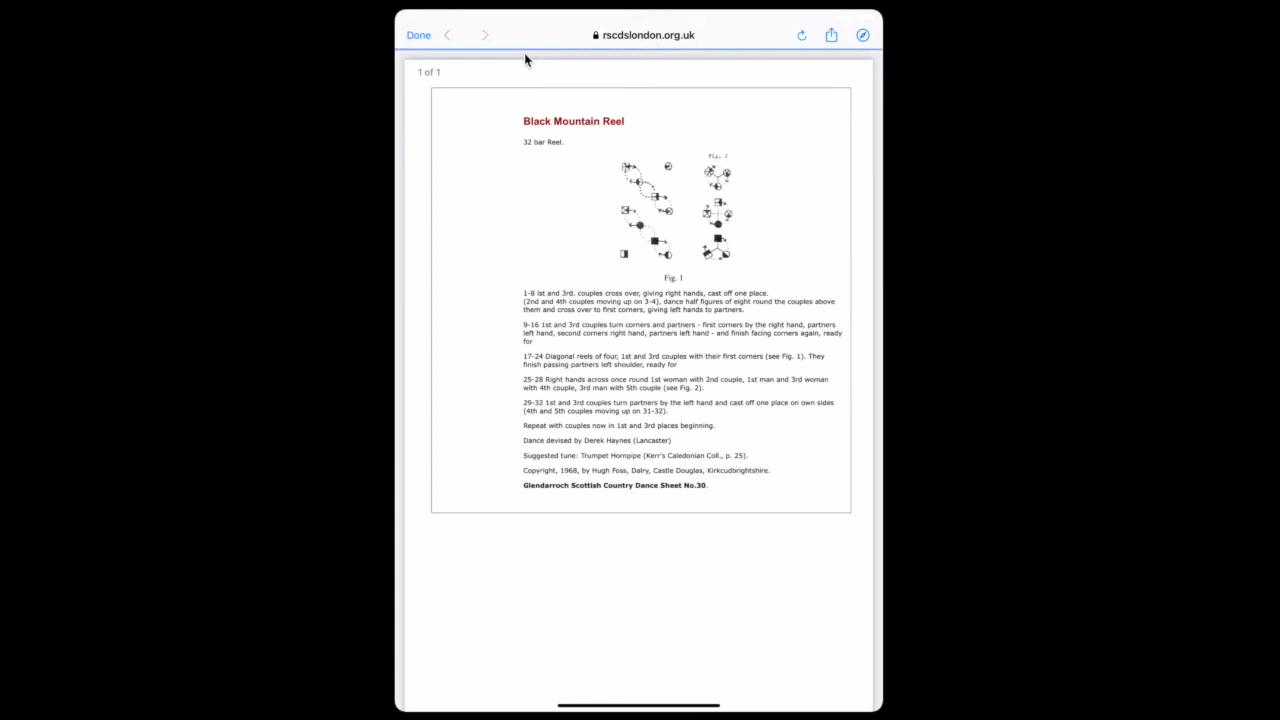 Done
rscdslondon.org.uk
1 of 1
Black Mountain Reel
32 bar Reel.
Fig. 2
Fig. 1
1-8 lst and 3rd. couples cross over, giving right hands, cast off one place.
(2nd and 4th couples moving up on 3-4), dance half figures of eight round the couples above
them and cross over to first corners, giving left hands to partners.
9-16 1st and 3rd couples turn corners and partners - first corners by the right hand, partners
left hand, second corners right hand, partners left hand - and finish facing corners again, ready
for
17-24 Diagonal reels of four, 1st and 3rd couples with their first corners (see Fig. 1). They
finish passing partners left shoulder, ready for
25-28 Right hands across once round 1st woman with 2nd couple, 1st man and 3rd woman
with 4th couple, 3rd man with 5th couple (see Fig. 2).
29-32 1st and 3rd couples turn partners by the left hand and cast off one place on own sides
(4th and 5th couples moving up on 31-32).
Repeat with couples now in 1st and 3rd places beginning.
Dance devised by Derek Haynes (Lancaster)
Suggested tune: Trumpet Hornpipe (Kerr's Caledonian Coll., p. 25).
Copyright, 1968, by Hugh Foss, Dalry, Castle Douglas, Kirkcudbrightshire.
Glendarroch Scottish Country Dance Sheet No.30.